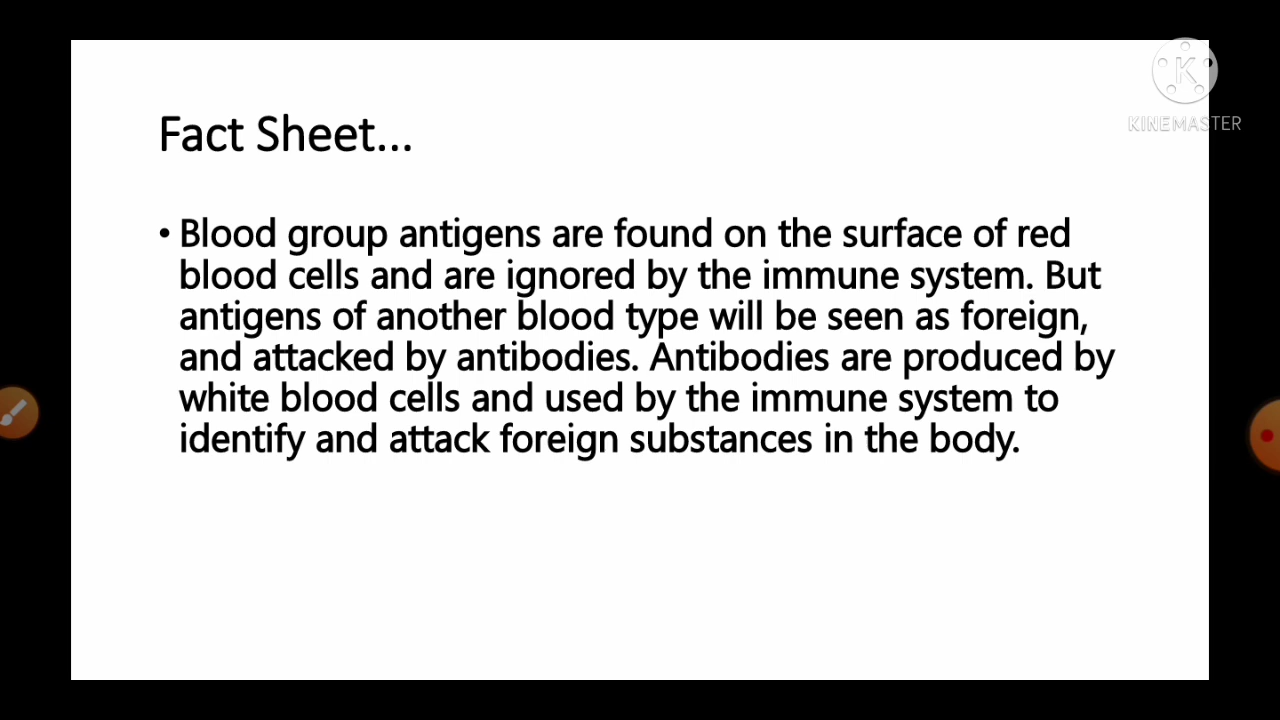 Fact Sheet...
K
KINEMASTER
• Blood group antigens are found on the surface of red
blood cells and are ignored by the immune system. But
antigens of another blood type will be seen as foreign,
and attacked by antibodies. Antibodies are produced by
white blood cells and used by the immune system to
identify and attack foreign substances in the body.